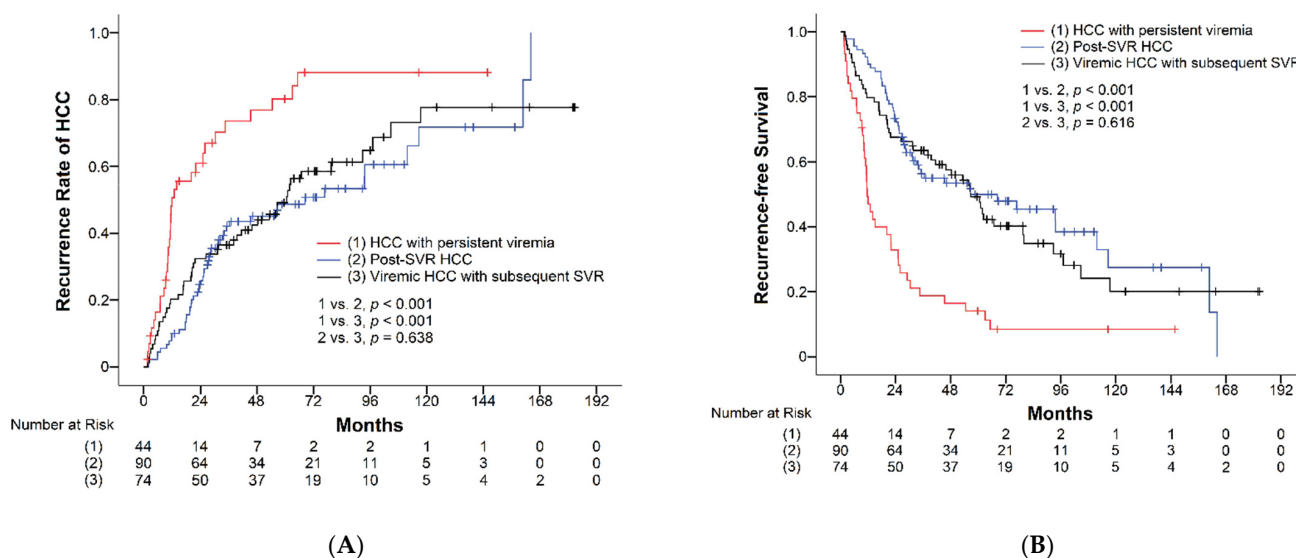 1.0
0.8
0.6
0.4
0.2
0
Recurrence Rate of HCC
(1) HCC with persistent viremia
(2) Post-SVR HCC
(3) Viremic HCC with subsequent SVR
1 vs. 2, p < 0.001
1 vs. 3, p < 0.001
2 vs. 3, p = 0.638
0 24 48 72 96 120 144 168 192
Months
Number at Risk
(1) 44 14 7 2 2 1 1 0 0
(2) 90 64 34 21 11 5 3 0 0
(3) 74 50 37 19 10 5 4 2 0
(A)
1.0
0.8
0.6
0.4
0.2
0
Recurrence-free Survival
(1) HCC with persistent viremia
(2) Post-SVR HCC
(3) Viremic HCC with subsequent SVR
1 vs. 2, p < 0.001
1 vs. 3, p < 0.001
2 vs. 3, p = 0.616
0 24 48 72 96 120 144 168 192
Months
Number at Risk
(1) 44 14 7 2 2 1 1 0 0
(2) 90 64 34 21 11 5 3 0 0
(3) 74 50 37 19 10 5 4 2 0
(B)